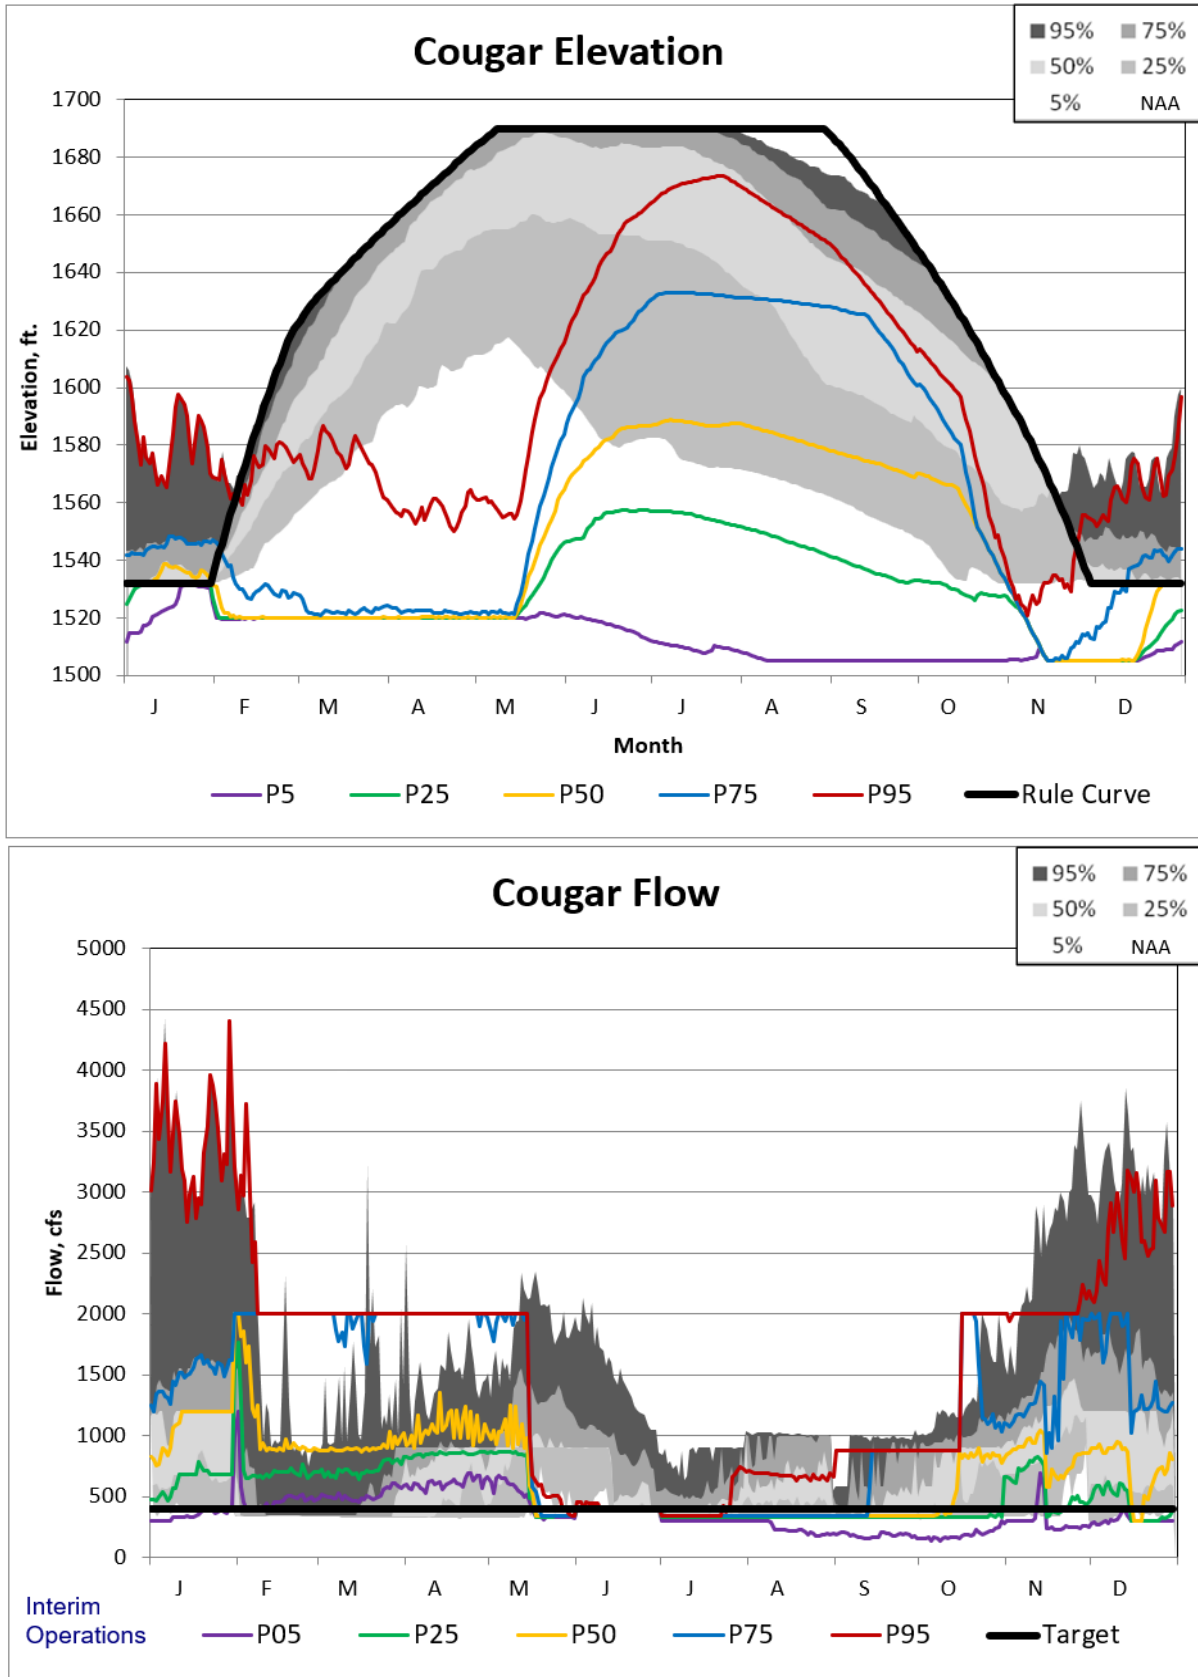 Cougar Elevation
95% 75%
50% 25%
5% NAA
1700
1680
1660
1640
1620
1600
1580
1560
1540
1520
1500
Elevation, ft.
J F M A M J J A S O N D
Month
P5 P25 P50 P75 P95 Rule Curve
Cougar Flow
95% 75%
50% 25%
5% NAA
5000
4500
4000
3500
3000
2500
2000
1500
1000
500
0
Flow, cfs
J F M A M J J A S O N D
Interim
Operations
P05 P25 P50 P75 P95 Target